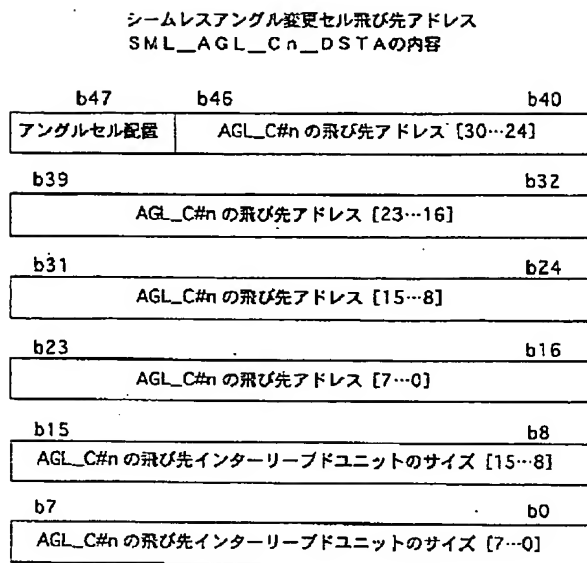 シームレスアングル変更セル飛び先アドレス
SML__AGL__Cn__DSTAの内容
b47 b46 b40
アングルセル配置 AGL_C#n の飛び先アドレス [30…24]
b39 b32
AGL_C#n の飛び先アドレス [23…16]
b31 b24
AGL_C#n の飛び先アドレス [15…8]
b23 b16
AGL_C#n の飛び先アドレス [7…0]
b15 b8
AGL_C#n の飛び先インターリーブドユニットのサイズ [15…8]
b7 b0
AGL_C#n の飛び先インターリーブドユニットのサイズ [7…0]